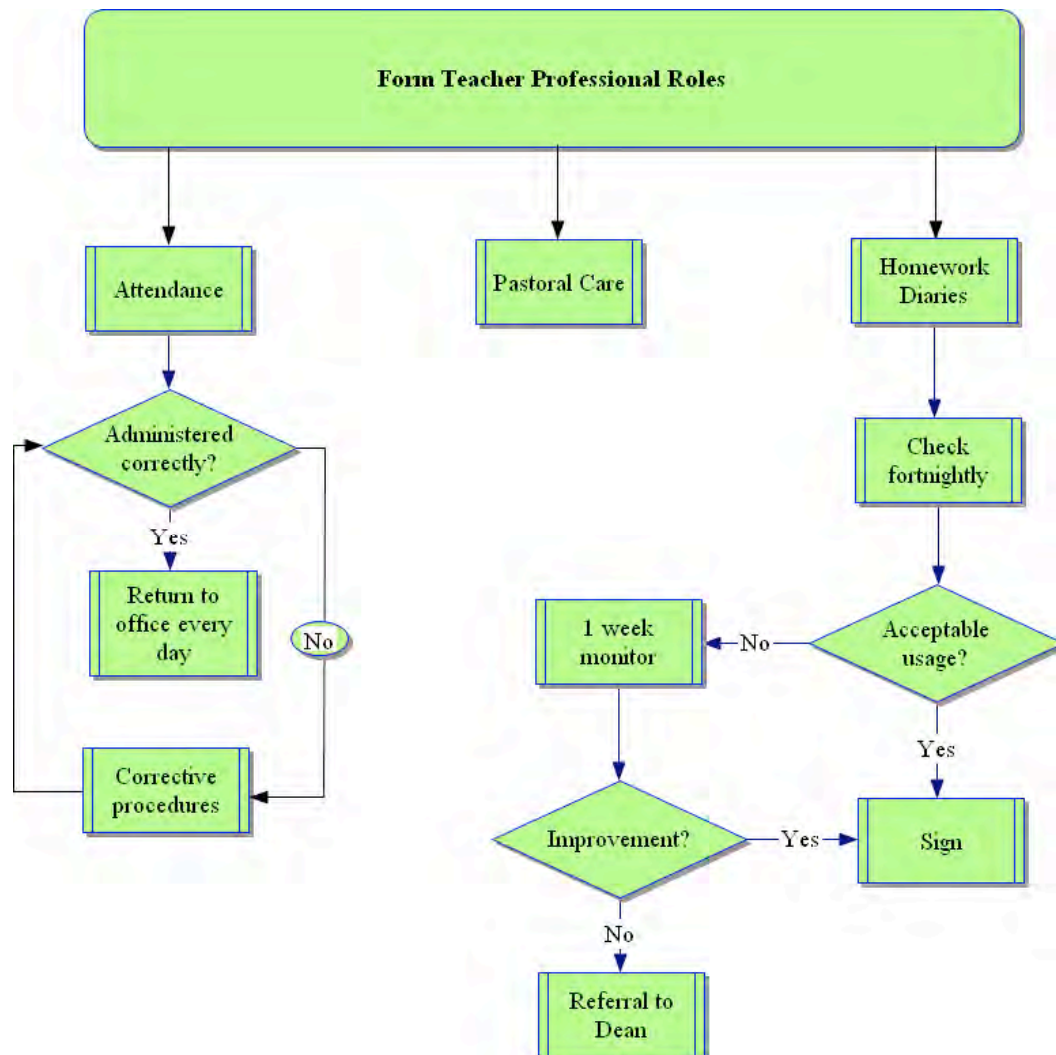 Form Teacher Professional Roles
Attendance
Pastoral Care
Homework
Diaries
Administered
correctly?
Yes
Return to
office every
day
No
Corrective
procedures
Check
fortnightly
Acceptable
usage?
No
1 week
monitor
Yes
Improvement?
Yes
Sign
No
Referral to
Dean